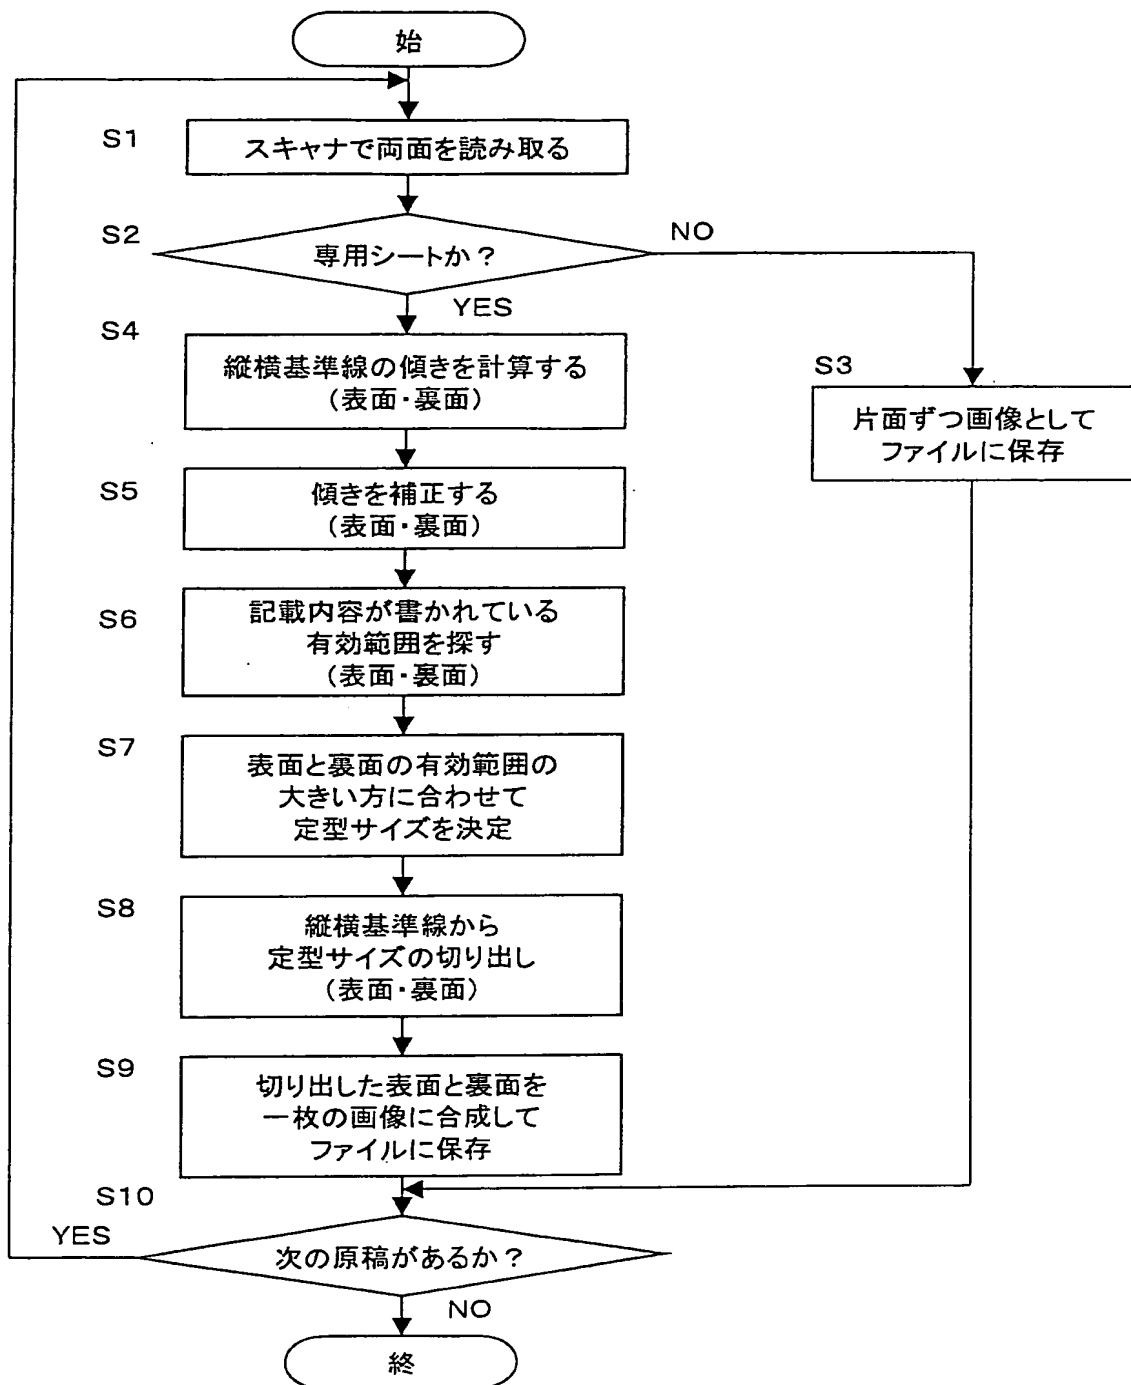 始
S1
スキャナで両面を読み取る
S2
専用シートか?
NO
YES
S4
縦横基準線の傾きを計算する
(表面・裏面)
S3
片面ずつ画像として
ファイルに保存
S5
傾きを補正する
(表面・裏面)
S6
記載内容が書かれている
有効範囲を探す
(表面・裏面)
S7
表面と裏面の有効範囲の
大きい方に合わせて
定型サイズを決定
S8
縦横基準線から
定型サイズの切り出し
(表面・裏面)
S9
切り出した表面と裏面を
一枚の画像に合成して
ファイルに保存
S10
YES
次の原稿があるか?
NO
終